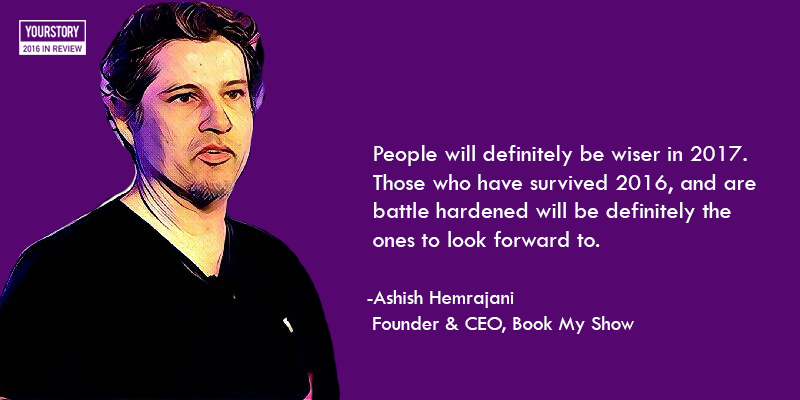 YOURSTORY
2016 IN REVIEW
People will definitely be wiser in 2017.
Those who have survived 2016, and are
battle hardened will be definitely the
ones to look forward to.
-Ashish Hemrajani
Founder & CEO, Book My Show